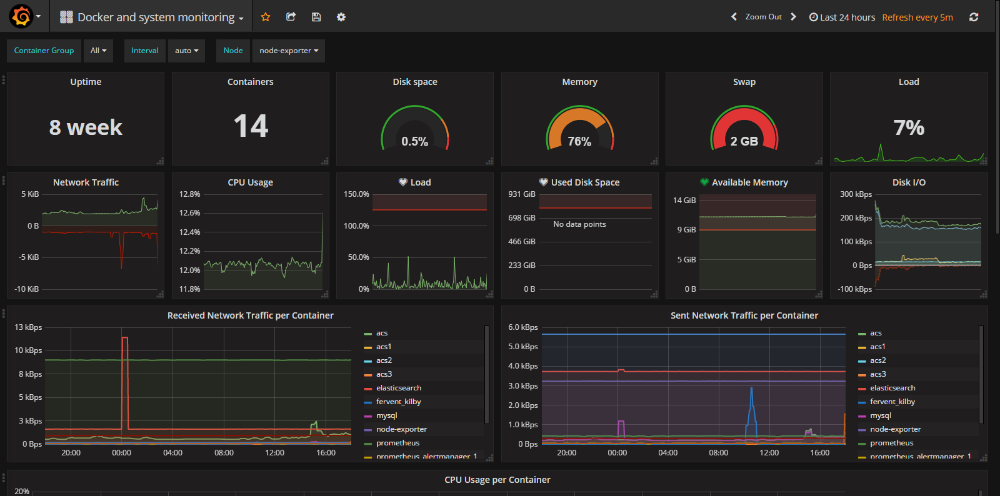 Docker and system monitoring
Zoom Out
Last 24 hours
Refresh every 5m
Container Group
All
Interval
auto
Node
node-exporter
Uptime
8 week
Containers
14
Disk space
0.5%
Memory
76%
Swap
2 GB
Load
7%
Network Traffic
5 KiB
0 B
-5 KiB
-10 KiB
CPU Usage
12.8%
12.6%
12.4%
12.2%
12.0%
11.8%
Load
150.0%
100.0%
50.0%
0%
Used Disk Space
931 GiB
698 GiB
No data points
466 GiB
233 GiB
0 B
Available Memory
14 GiB
9 GiB
5 GiB
0 B
Disk I/O
300 kBps
200 kBps
100 kBps
0 Bps
-100 kBps
Received Network Traffic per Container
13 kBps
10 kBps
8 kBps
5 kBps
3 kBps
0 Bps
20:00 00:00 04:00 08:00 12:00 16:00
acs
acs1
acs2
acs3
elasticsearch
fervent_kilby
mysql
node-exporter
prometheus
prometheus_alertmanager_1
Sent Network Traffic per Container
6.0 kBps
5.0 kBps
4.0 kBps
3.0 kBps
2.0 kBps
1.0 kBps
0 Bps
20:00 00:00 04:00 08:00 12:00 16:00
acs
acs1
acs2
acs3
elasticsearch
fervent_kilby
mysql
node-exporter
prometheus
prometheus_alertmanager_1
CPU Usage per Container
20%